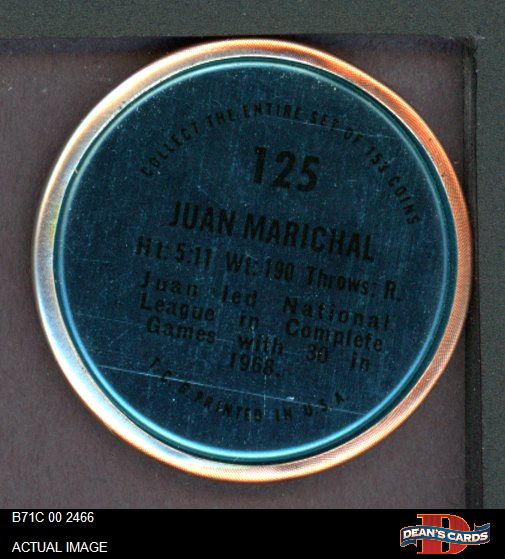 COLLECT THE ENTIRE SET OF 153 COINS
125
JUAN MARICHAL
Ht: 5:11 Wt: 190 Throws: R.
Juan led National
League in Complete
Games with 30 in
1968.
T.C.G. PRINTED IN U.S.A.
B71C 00 2466
ACTUAL IMAGE
D
DEAN'S CARDS